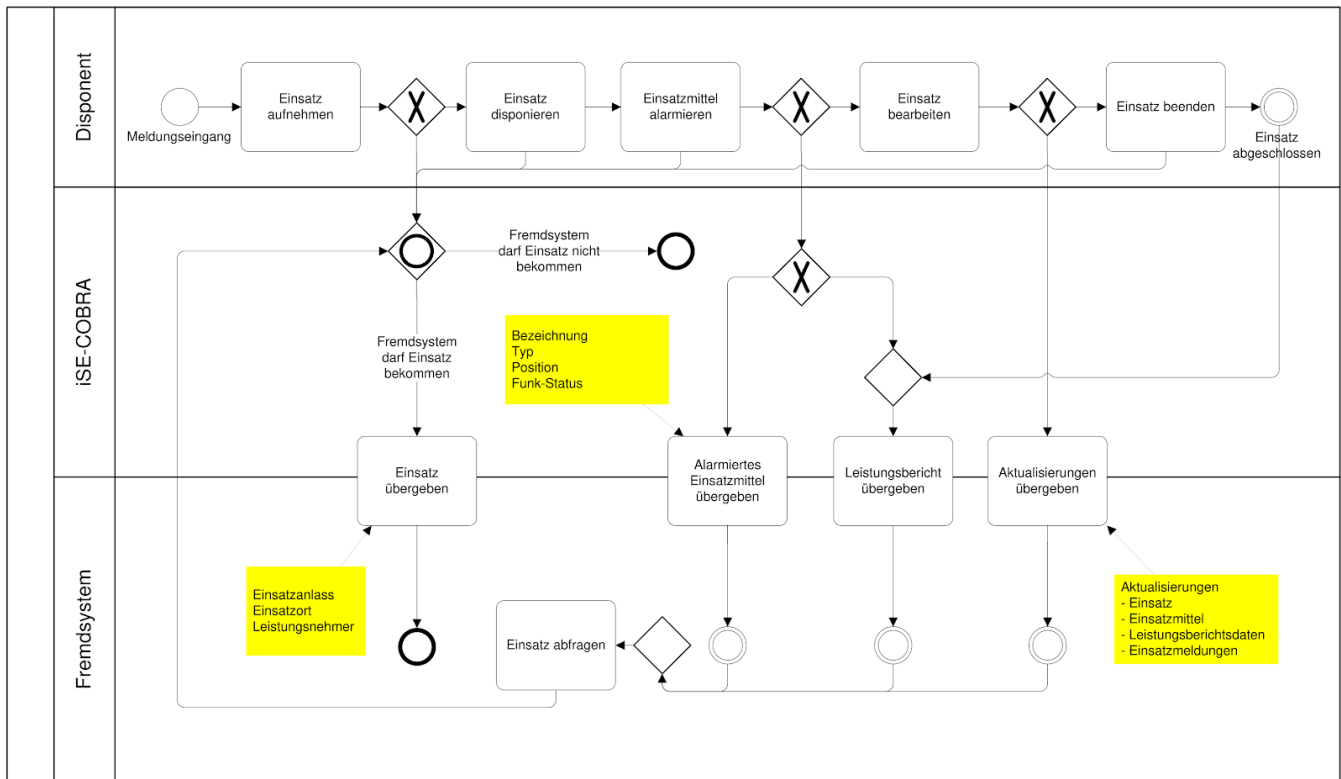 Disponent
Meldungseingang
Einsatz
aufnehmen
Einsatz
disponieren
Einsatzmittel
alarmieren
Einsatz
bearbeiten
Einsatz beenden
Einsatz
abgeschlossen
iSE-COBRA
Fremdsystem
darf Einsatz nicht
bekommen
Fremdsystem
darf Einsatz
bekommen
Bezeichnung
Typ
Position
Funk-Status
Einsatz
übergeben
Alarmiertes
Einsatzmittel
übergeben
Leistungsbericht
übergeben
Aktualisierungen
übergeben
Fremdsystem
Einsatzanlass
Einsatzort
Leistungsnehmer
Einsatz abfragen
Aktualisierungen
- Einsatz
- Einsatzmittel
- Leistungsberichtsdaten
- Einsatzmeldungen